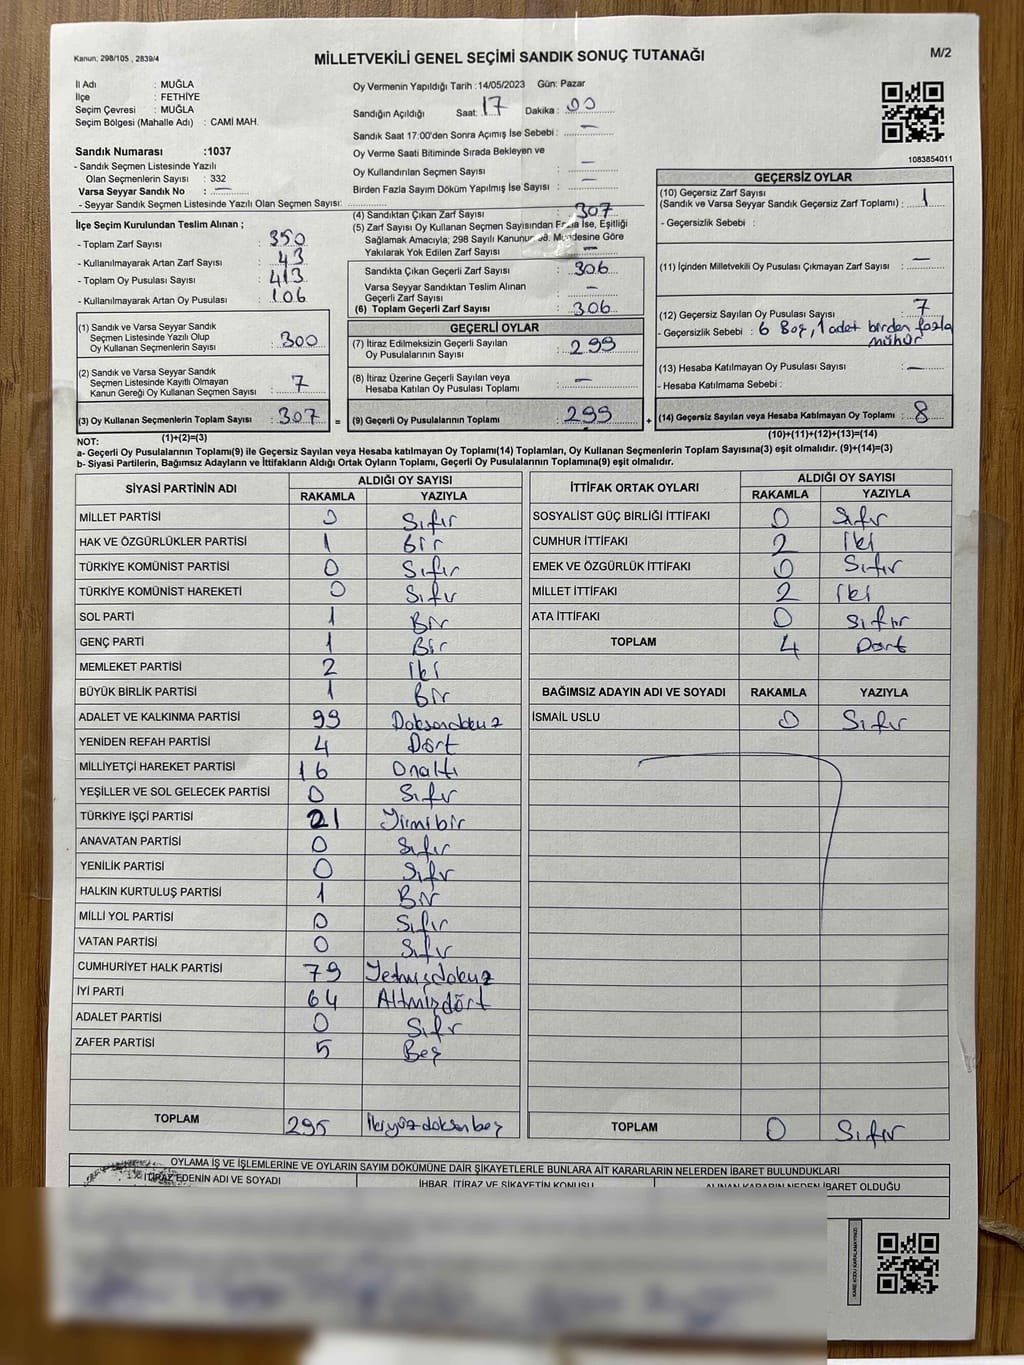 Kanun, 298/105 , 2839/4
MİLLETVEKİLİ GENEL SEÇİMİ SANDIK SONUÇ TUTANAĞI
M/2
İl Adı : MUĞLA
İlçe : FETHİYE
Seçim Çevresi : MUĞLA
Seçim Bölgesi (Mahalle Adı) : CAMİ MAH.
Oy Vermenin Yapıldığı Tarih :14/05/2023 Gün: Pazar
Sandığın Açıldığı Saat: 17 Dakika : 00
Sandık Saat 17:00'den Sonra Açımış İse Sebebi : —
Oy Verme Saati Bitiminde Sırada Bekleyen ve
Oy Kullandırılan Seçmen Sayısı : —
Birden Fazla Sayım Döküm Yapılmış İse Sayısı : —
1083854011
Sandık Numarası :1037
- Sandık Seçmen Listesinde Yazılı
Olan Seçmenlerin Sayısı : 332
Varsa Seyyar Sandık No : —
- Seyyar Sandık Seçmen Listesinde Yazılı Olan Seçmen Sayısı:
İlçe Seçim Kurulundan Teslim Alınan ;
- Toplam Zarf Sayısı : 350
- Kullanılmayarak Artan Zarf Sayısı : 43
- Toplam Oy Pusulası Sayısı : 413
- Kullanılmayarak Artan Oy Pusulası : 106
(1) Sandık ve Varsa Seyyar Sandık
Seçmen Listesinde Yazılı Olup
Oy Kullanan Seçmenlerin Sayısı : 300
(2) Sandık ve Varsa Seyyar Sandık
Seçmen Listesinde Kayıtlı Olmayan
Kanun Gereği Oy Kullanan Seçmen Sayısı : 7
(3) Oy Kullanan Seçmenlerin Toplam Sayısı : 307 =
(1)+(2)=(3)
(4) Sandıktan Çıkan Zarf Sayısı : 307
(5) Zarf Sayısı Oy Kullanan Seçmen Sayısından Fazla İse, Eşitliği
Sağlamak Amacıyla; 298 Sayılı Kanunun 98. Maddesine Göre
Yakılarak Yok Edilen Zarf Sayısı : —
Sandıkta Çıkan Geçerli Zarf Sayısı : 306
Varsa Seyyar Sandıktan Teslim Alınan
Geçerli Zarf Sayısı : —
(6) Toplam Geçerli Zarf Sayısı : 306
GEÇERLİ OYLAR
(7) İtiraz Edilmeksizin Geçerli Sayılan
Oy Pusulalarının Sayısı : 299
(8) İtiraz Üzerine Geçerli Sayılan veya
Hesaba Katılan Oy Pusulası Toplamı : —
(9) Geçerli Oy Pusulalarının Toplamı : 299 +
GEÇERSİZ OYLAR
(10) Geçersiz Zarf Sayısı
(Sandık ve Varsa Seyyar Sandık Geçersiz Zarf Toplamı) : 1
- Geçersizlik Sebebi :
(11) İçinden Milletvekili Oy Pusulası Çıkmayan Zarf Sayısı : —
(12) Geçersiz Sayılan Oy Pusulası Sayısı : 7
- Geçersizlik Sebebi : 6 Boş, 1 adet birden fazla
mühür
(13) Hesaba Katılmayan Oy Pusulası Sayısı : —
- Hesaba Katılmama Sebebi :
(14) Geçersiz Sayılan veya Hesaba Katılmayan Oy Toplamı : 8
(10)+(11)+(12)+(13)=(14)
NOT:
a- Geçerli Oy Pusulalarının Toplamı(9) ile Geçersiz Sayılan veya Hesaba katılmayan Oy Toplamı(14) Toplamları, Oy Kullanan Seçmenlerin Toplam Sayısına(3) eşit olmalıdır. (9)+(14)=(3)
b- Siyasi Partilerin, Bağımsız Adayların ve İttifakların Aldığı Ortak Oyların Toplamı, Geçerli Oy Pusulalarının Toplamına(9) eşit olmalıdır.
SİYASİ PARTİNİN ADI ALDIĞI OY SAYISI
RAKAMLA YAZIYLA
MİLLET PARTİSİ 0 Sıfır
HAK VE ÖZGÜRLÜKLER PARTİSİ 1 Bir
TÜRKİYE KOMÜNİST PARTİSİ 0 Sıfır
TÜRKİYE KOMÜNİST HAREKETİ 0 Sıfır
SOL PARTİ 1 Bir
GENÇ PARTİ 1 Bir
MEMLEKET PARTİSİ 2 İki
BÜYÜK BİRLİK PARTİSİ 1 Bir
ADALET VE KALKINMA PARTİSİ 99 Doksandokuz
YENİDEN REFAH PARTİSİ 4 Dört
MİLLİYETÇİ HAREKET PARTİSİ 16 Onaltı
YEŞİLLER VE SOL GELECEK PARTİSİ 0 Sıfır
TÜRKİYE İŞÇİ PARTİSİ 21 Yirmibir
ANAVATAN PARTİSİ 0 Sıfır
YENİLİK PARTİSİ 0 Sıfır
HALKIN KURTULUŞ PARTİSİ 1 Bir
MİLLİ YOL PARTİSİ 0 Sıfır
VATAN PARTİSİ 0 Sıfır
CUMHURİYET HALK PARTİSİ 79 Yetmişdokuz
İYİ PARTİ 64 Altmışdört
ADALET PARTİSİ 0 Sıfır
ZAFER PARTİSİ 5 Beş
TOPLAM 295 İkiyüzdoksanbeş
İTTİFAK ORTAK OYLARI ALDIĞI OY SAYISI
RAKAMLA YAZIYLA
SOSYALİST GÜÇ BİRLİĞİ İTTİFAKI 0 Sıfır
CUMHUR İTTİFAKI 2 İki
EMEK VE ÖZGÜRLÜK İTTİFAKI 0 Sıfır
MİLLET İTTİFAKI 2 İki
ATA İTTİFAKI 0 Sıfır
TOPLAM 4 Dört
BAĞIMSIZ ADAYIN ADI VE SOYADI RAKAMLA YAZIYLA
İSMAİL USLU 0 Sıfır
TOPLAM 0 Sıfır
OYLAMA İŞ VE İŞLEMLERİNE VE OYLARIN SAYIM DÖKÜMÜNE DAİR ŞİKAYETLERLE BUNLARA AİT KARARLARIN NELERDEN İBARET BULUNDUKLARI
İTİRAZ EDENİN ADI VE SOYADI İHBAR, İTİRAZ VE ŞİKAYETİN KONUSU ALINAN KARARIN NEDEN İBARET OLDUĞU
KARE KODU KARALAMAYINIZ!